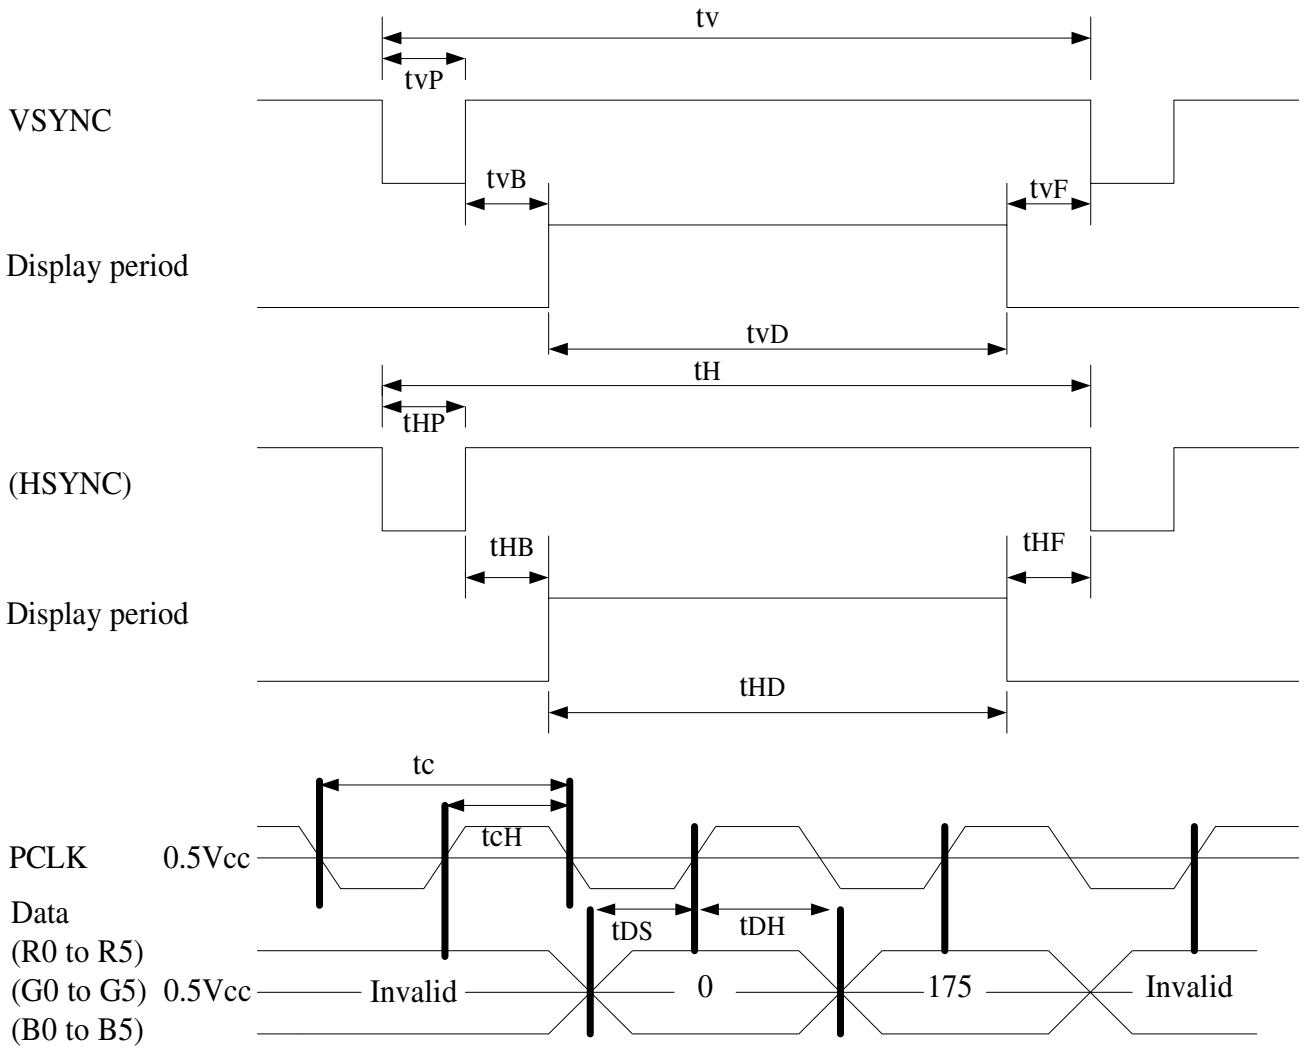 tv
tvP
VSYNC
tvB
tvF
Display period
tvD
tH
tHP
(HSYNC)
tHB
tHF
Display period
tHD
tc
tcH
PCLK 0.5Vcc
Data
tDS
tDH
(R0 to R5)
(G0 to G5) 0.5Vcc Invalid 0 175 Invalid
(B0 to B5)